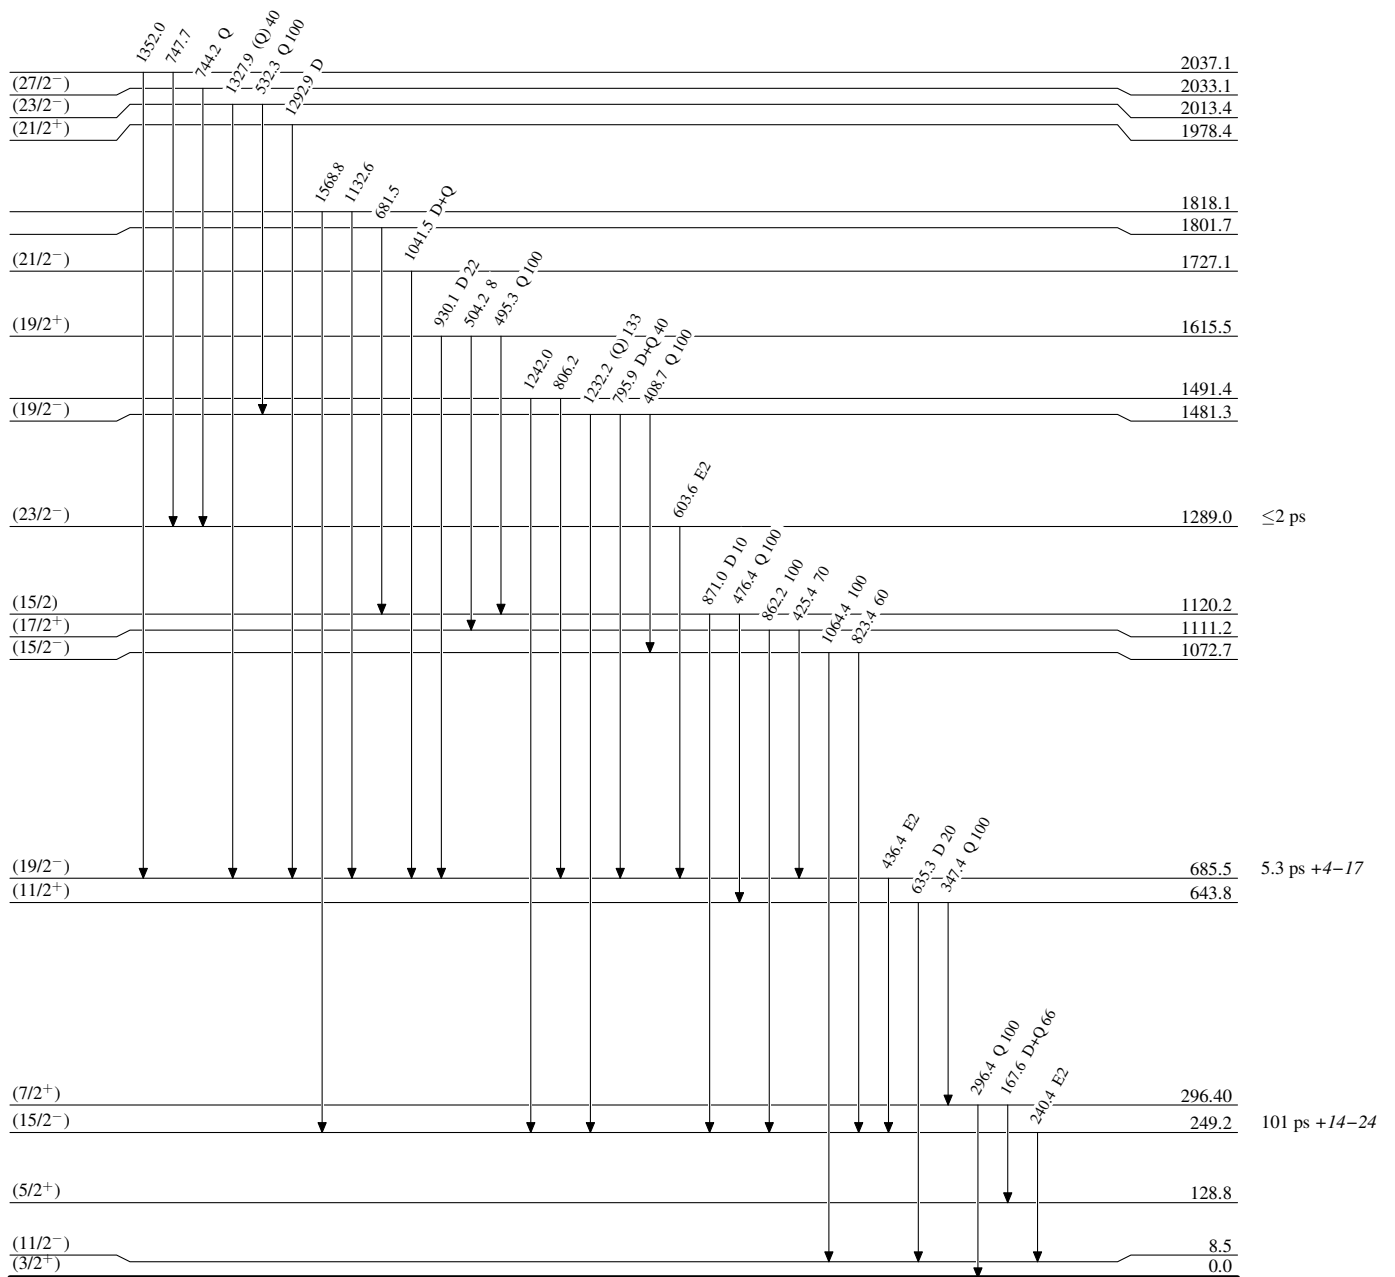 1352.0
747.7
744.2 Q
1327.9 (Q) 40
532.3 Q 100
1292.9 D
2037.1
(27/2−) 2033.1
(23/2−) 2013.4
(21/2+) 1978.4
1568.8
1132.6
681.5
1041.5 D+Q
1818.1
1801.7
(21/2−) 1727.1
930.1 D 22
504.2 8
495.3 Q 100
(19/2+) 1615.5
1242.0
806.2
1232.2 (Q) 133
795.9 D+Q 40
408.7 Q 100
1491.4
(19/2−) 1481.3
603.6 E2
(23/2−) 1289.0 ≤2 ps
871.0 D 10
476.4 Q 100
862.2 100
425.4 70
1064.4 100
823.4 60
(15/2) 1120.2
(17/2+) 1111.2
(15/2−) 1072.7
436.4 E2
635.3 D 20
347.4 Q 100
(19/2−) 685.5 5.3 ps +4−17
(11/2+) 643.8
296.4 Q 100
167.6 D+Q 66
240.4 E2
(7/2+) 296.40
(15/2−) 249.2 101 ps +14−24
(5/2+) 128.8
(11/2−) 8.5
(3/2+) 0.0